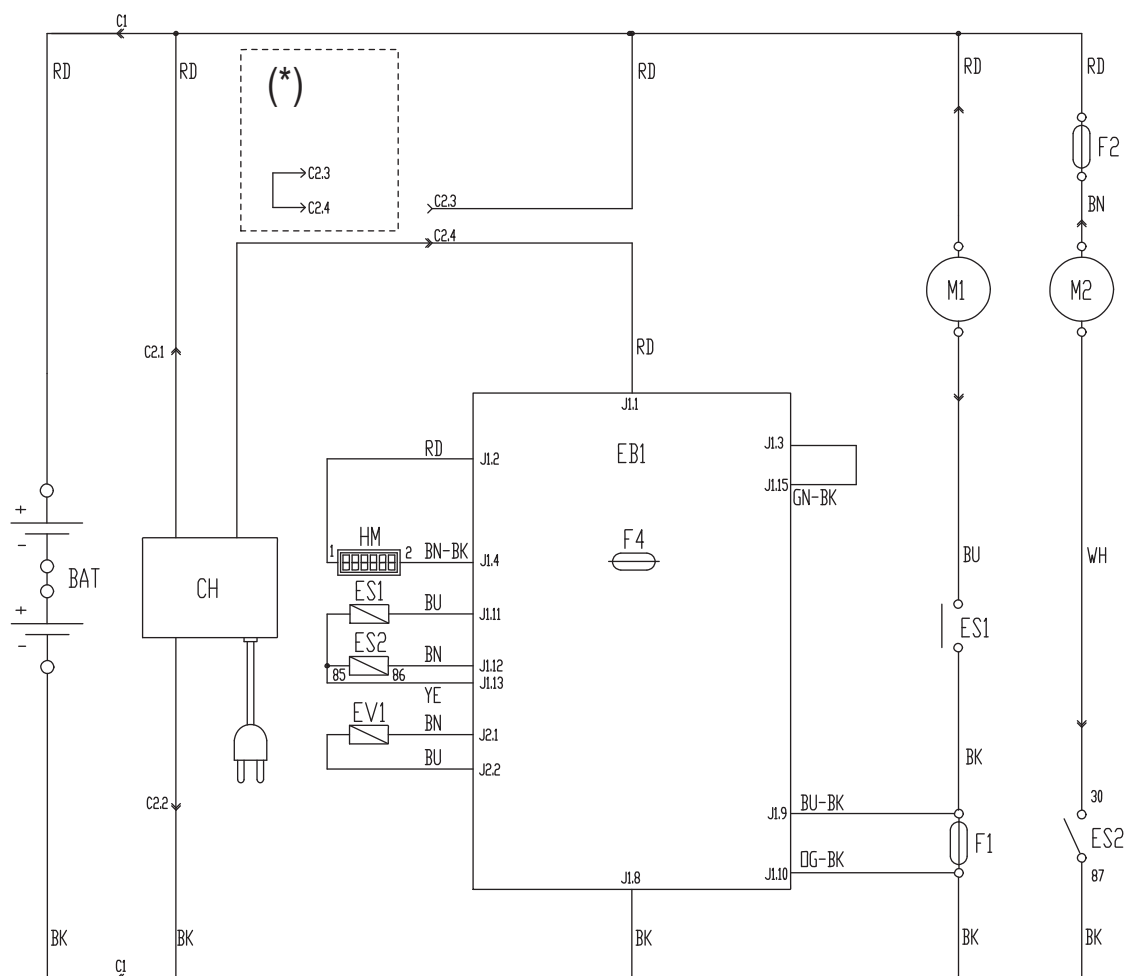 C1
RD
RD
(*)
RD
RD
RD
F2
C2.3
C2.4
C2.3
BN
C2.4
M1
M2
C2.1
RD
J1.1
RD
J1.2
EB1
J1.3
J1.15
GN-BK
+
-
HM
1
2
BN-BK
J1.4
F4
BU
WH
BAT
CH
ES1
BU
J1.11
+
-
ES2
BN
J1.12
85
86
J1.13
YE
ES1
EV1
BN
J2.1
BU
J2.2
BK
C2.2
J1.9
BU-BK
30
F1
ES2
J1.10
OG-BK
87
J1.8
BK
BK
BK
BK
BK
C1